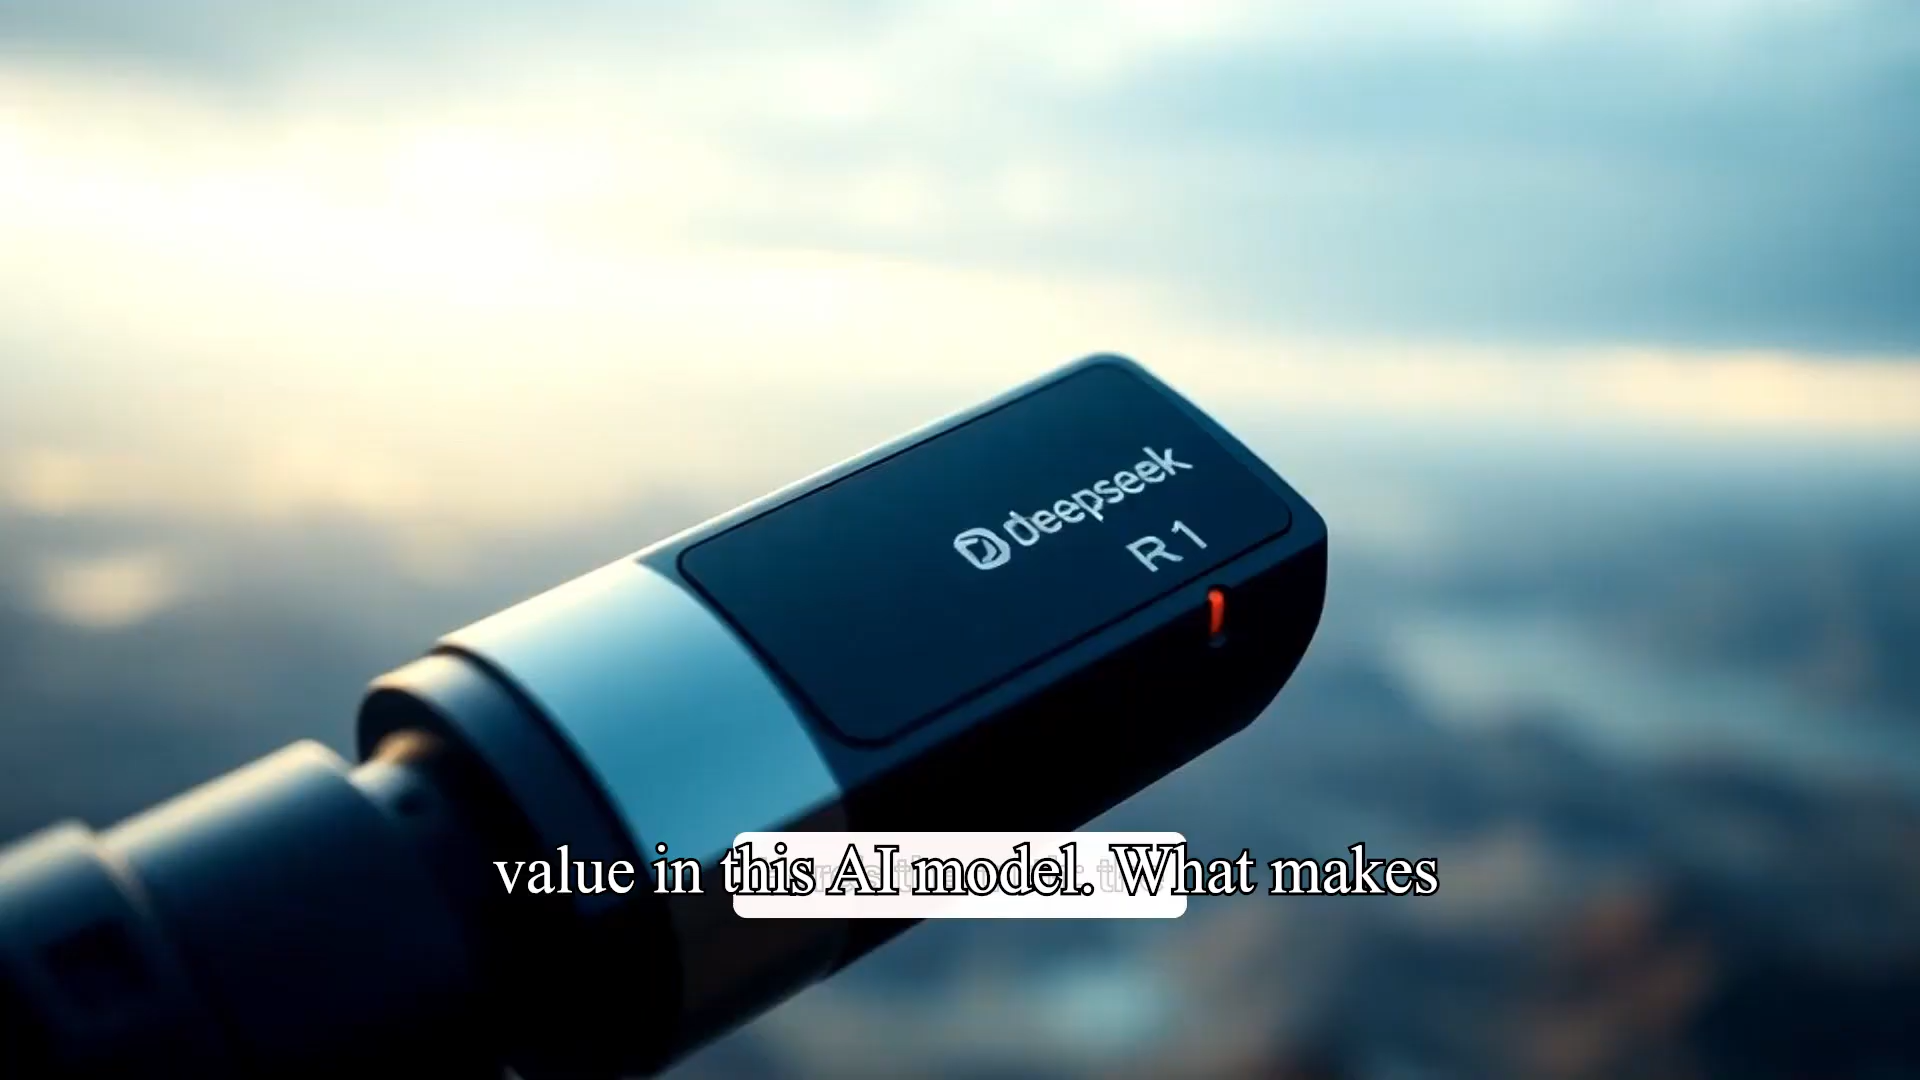 deepseek
R1
value in this AI model. What makes